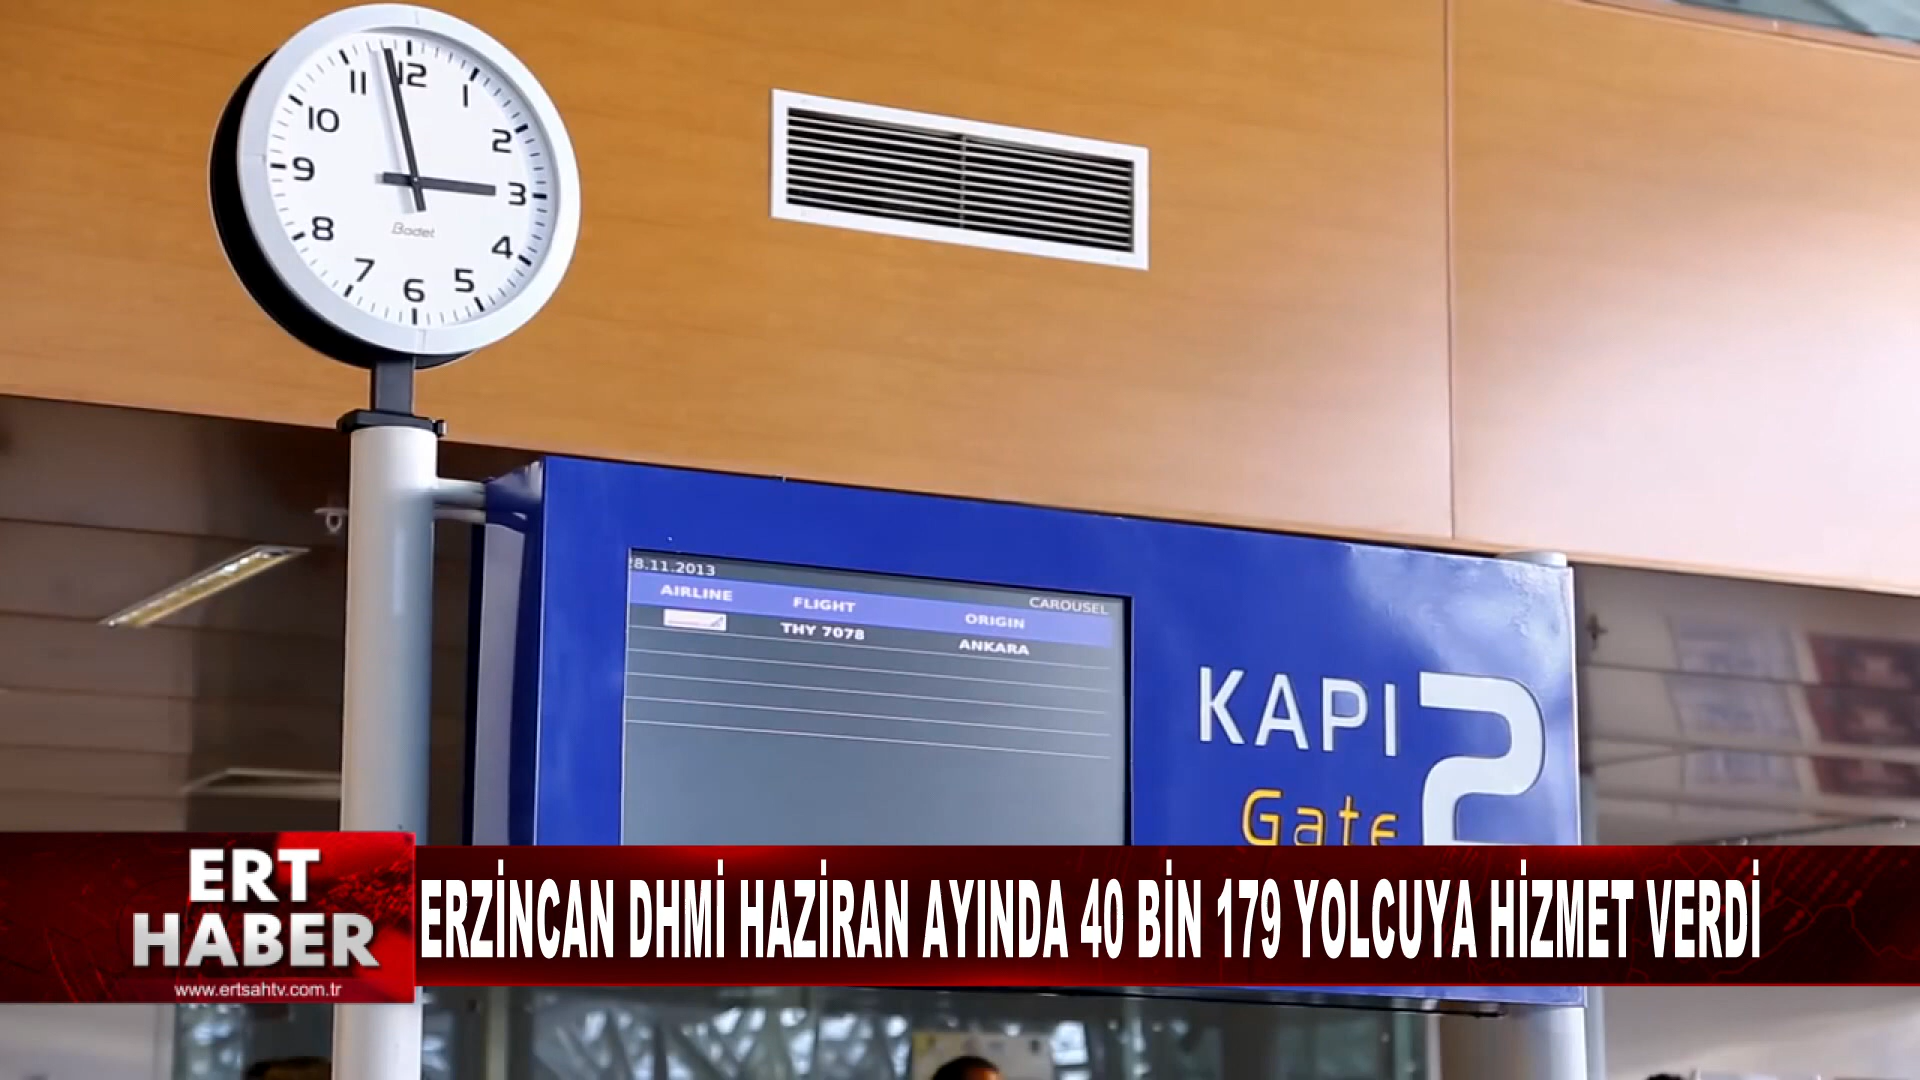 12
11
1
10
2
9
3
8
4
7
5
6
Bodet
28.11.2013
CAROUSEL
AIRLINE FLIGHT ORIGIN
THY 7078 ANKARA
KAPI 2
Gate
ERT
HABER
www.ertsahtv.com.tr
ERZİNCAN DHMİ HAZİRAN AYINDA 40 BİN 179 YOLCUYA HİZMET VERDİ